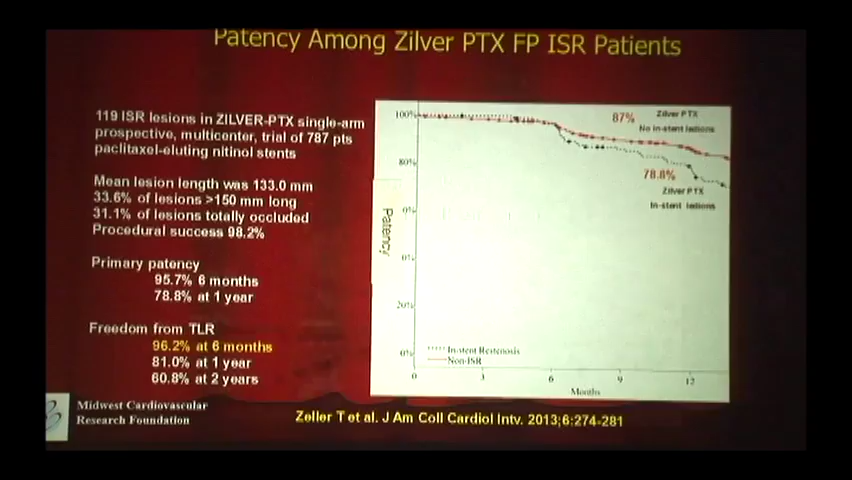 Patency Among Zilver PTX FP ISR Patients
119 ISR lesions in ZILVER-PTX single-arm
prospective, multicenter, trial of 787 pts
paclitaxel-eluting nitinol stents
Mean lesion length was 133.0 mm
33.6% of lesions >150 mm long
31.1% of lesions totally occluded
Procedural success 98.2%
Primary patency
95.7% 6 months
78.8% at 1 year
Freedom from TLR
96.2% at 6 months
81.0% at 1 year
60.8% at 2 years
100%
80%
20%
0%
Patency
87%
Zilver PTX
No in-stent lesions
78.8%
Zilver PTX
In-stent lesions
In-stent Restenosis
Non-ISR
0 3 6 9 12
Months
Midwest Cardiovascular
Research Foundation
Zeller T et al. J Am Coll Cardiol Intv. 2013;6:274-281